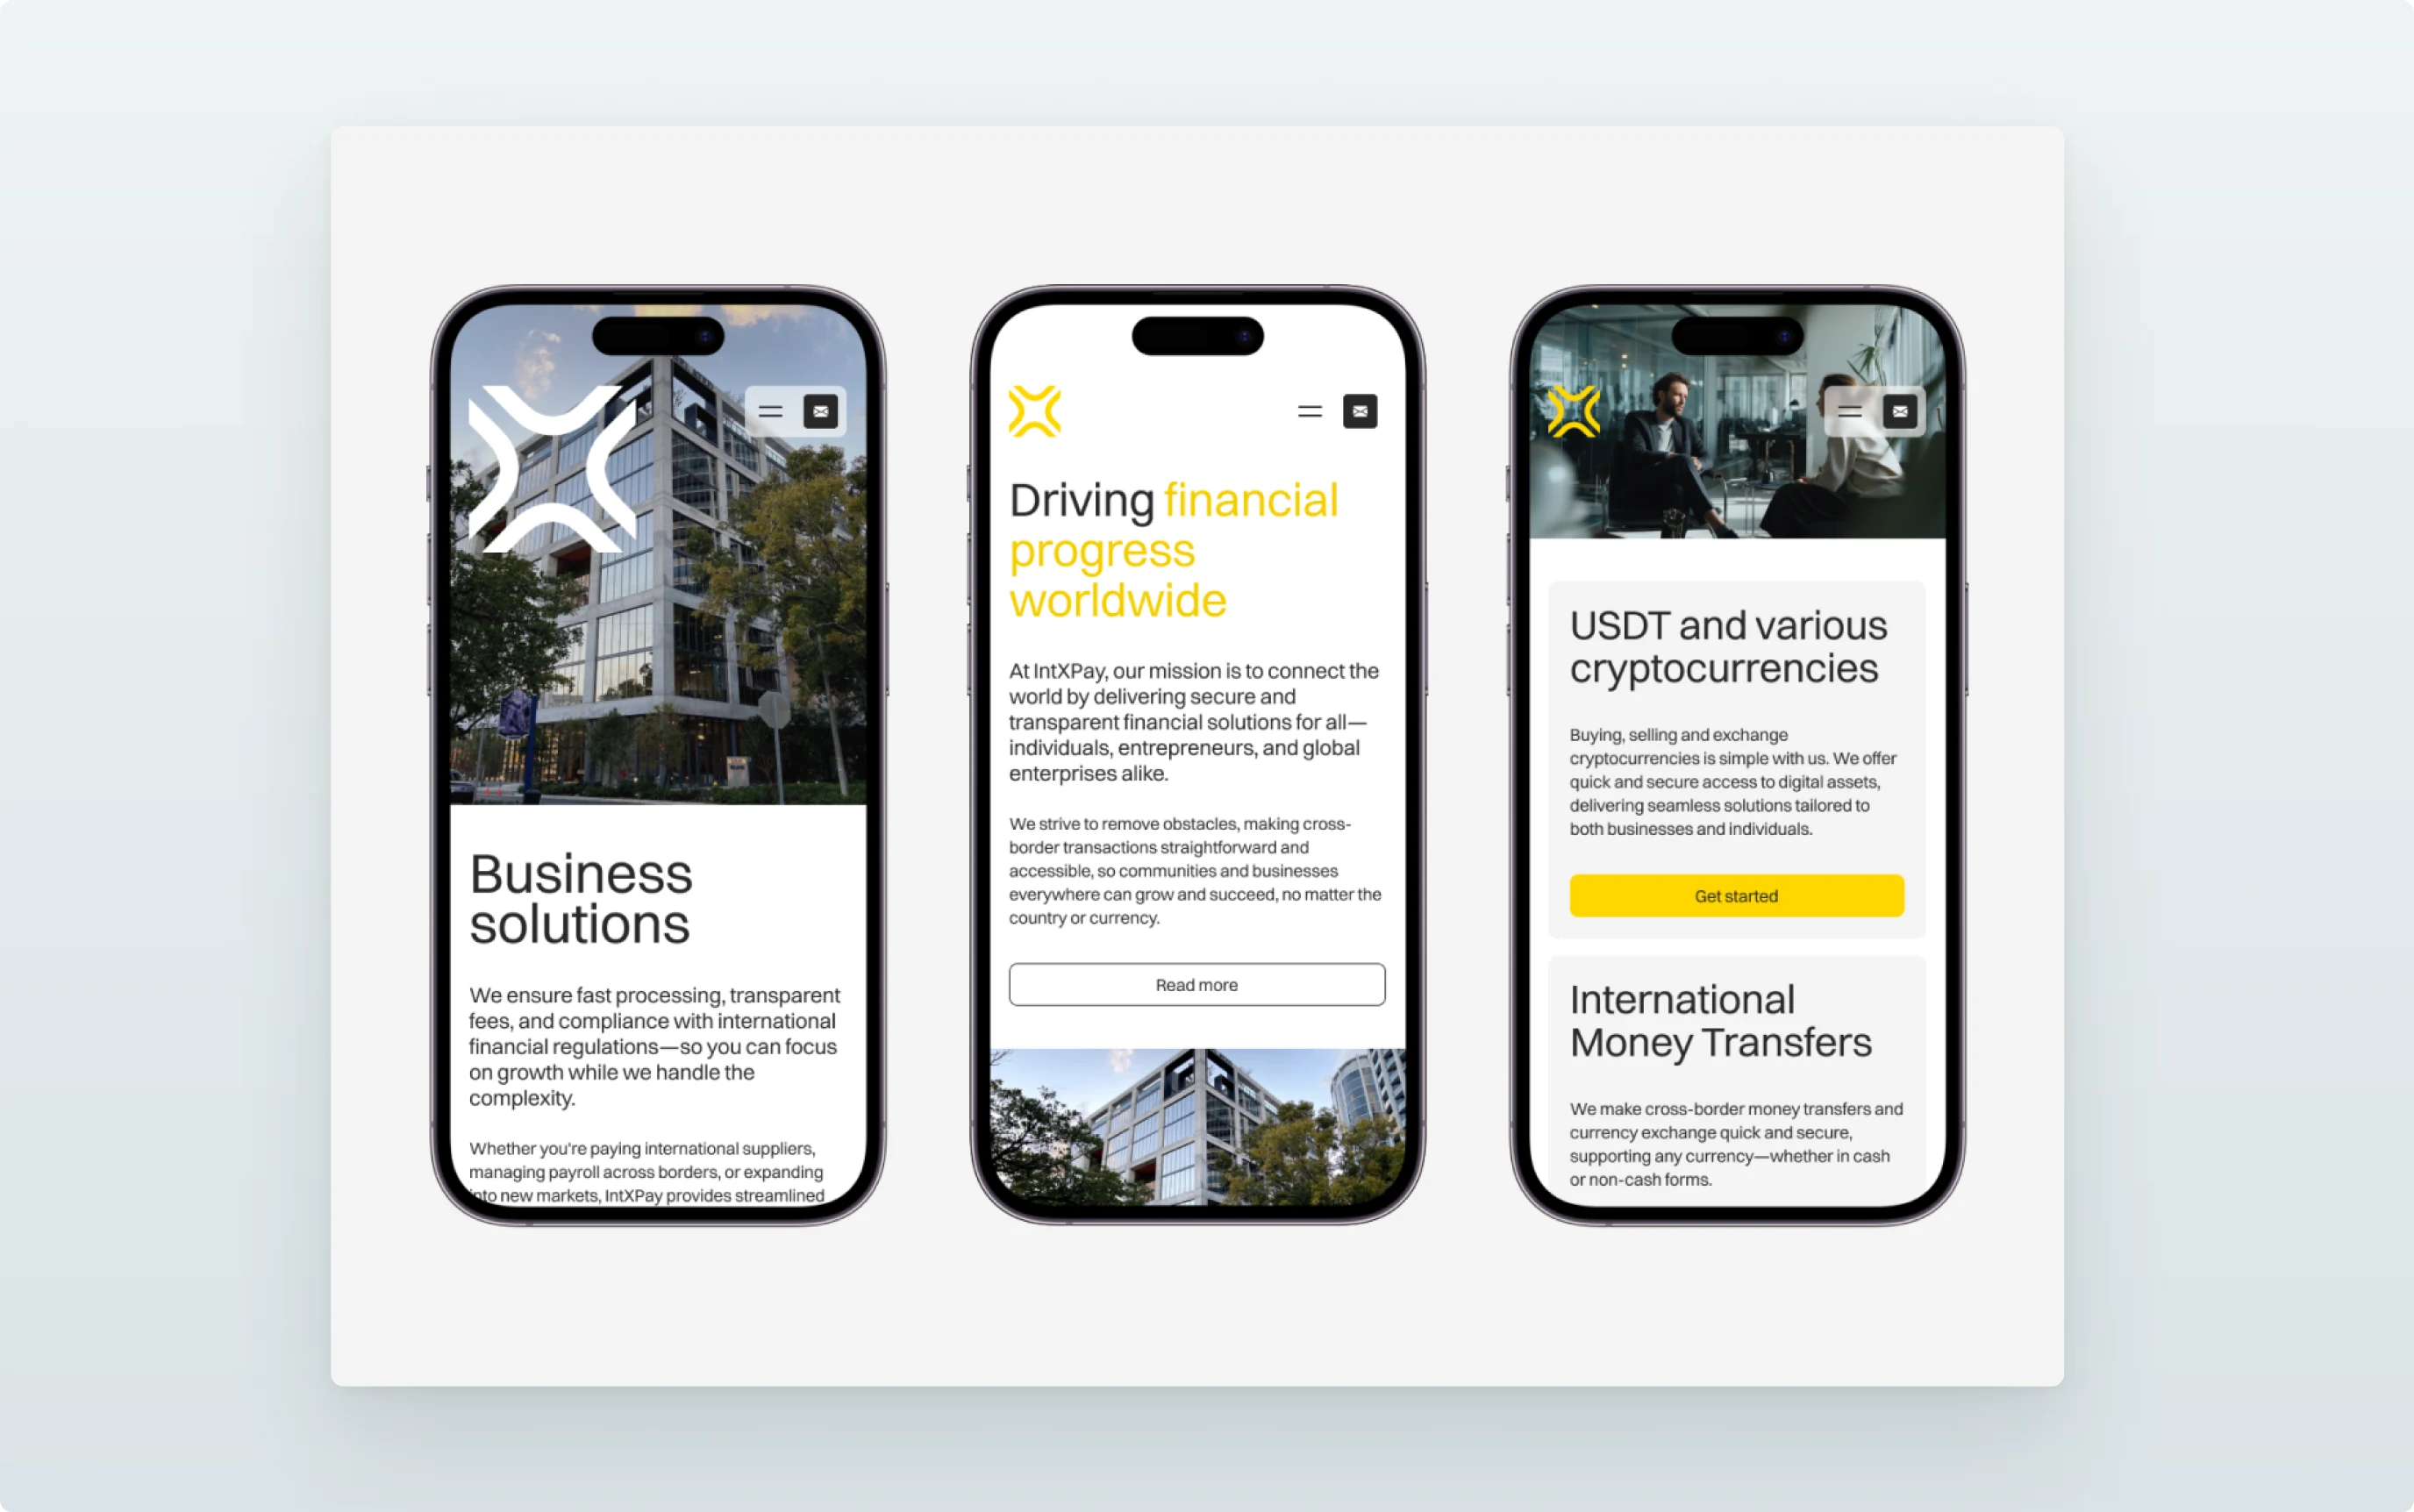 Business
solutions
We ensure fast processing, transparent
fees, and compliance with international
financial regulations—so you can focus
on growth while we handle the
complexity.
Whether you're paying international suppliers,
managing payroll across borders, or expanding
into new markets, IntXPay provides streamlined
Driving financial
progress
worldwide
At IntXPay, our mission is to connect the
world by delivering secure and
transparent financial solutions for all—
individuals, entrepreneurs, and global
enterprises alike.
We strive to remove obstacles, making cross-
border transactions straightforward and
accessible, so communities and businesses
everywhere can grow and succeed, no matter the
country or currency.
Read more
USDT and various
cryptocurrencies
Buying, selling and exchange
cryptocurrencies is simple with us. We offer
quick and secure access to digital assets,
delivering seamless solutions tailored to
both businesses and individuals.
Get started
International
Money Transfers
We make cross-border money transfers and
currency exchange quick and secure,
supporting any currency—whether in cash
or non-cash forms.